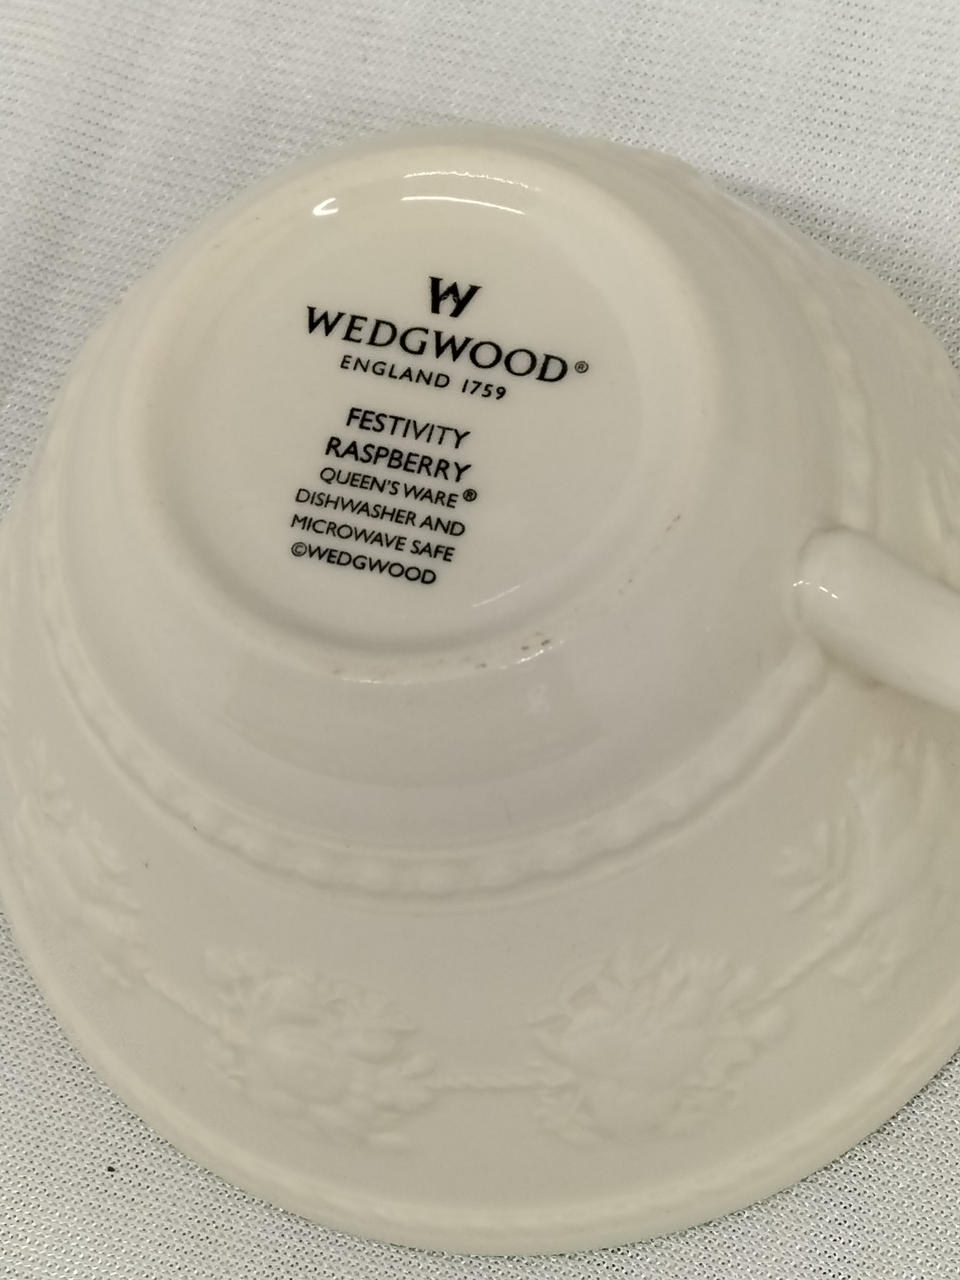 W
WEDGWOOD®
ENGLAND 1759
FESTIVITY
RASPBERRY
QUEEN'S WARE®
DISHWASHER AND
MICROWAVE SAFE
©WEDGWOOD